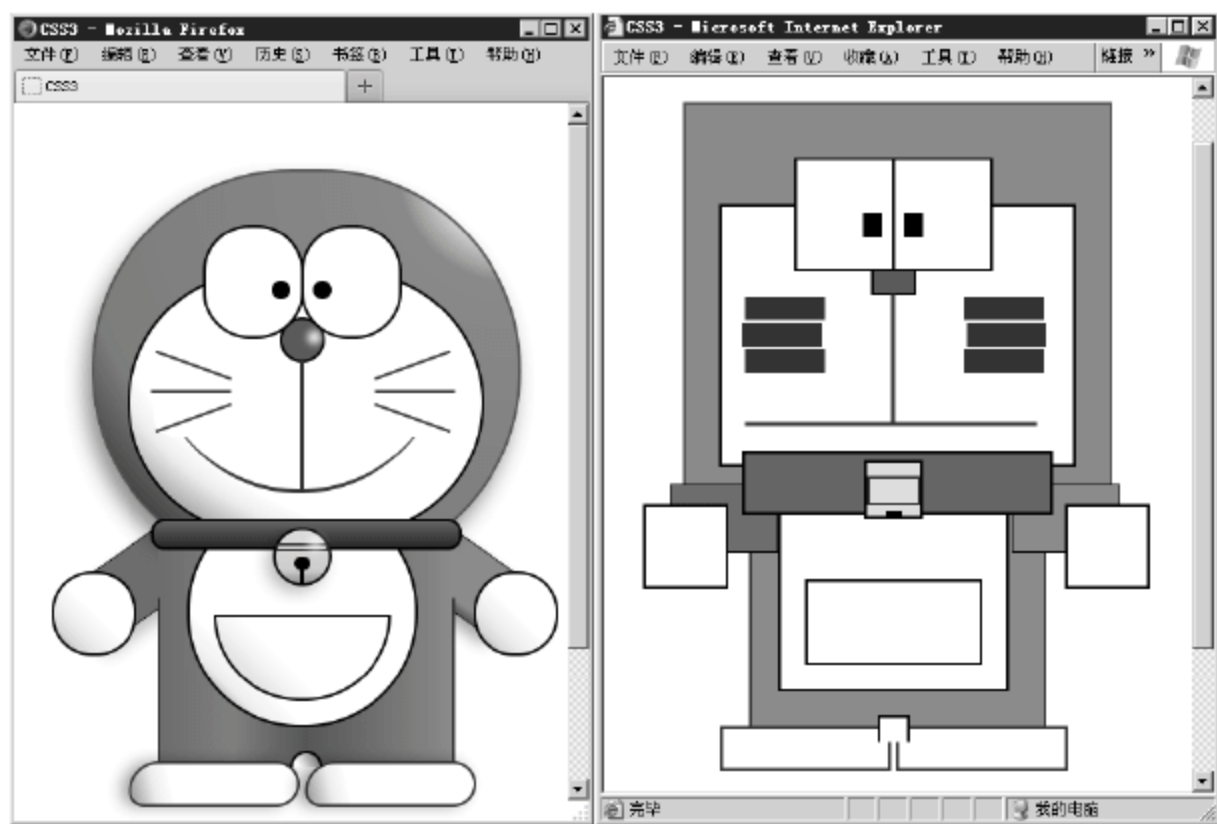 CSS3 - Mozilla Firefox
文件(F) 编辑(E) 查看(V) 历史(S) 书签(B) 工具(T) 帮助(H)
CSS3 +
CSS3 - Microsoft Internet Explorer
文件(F) 编辑(E) 查看(V) 收藏(A) 工具(T) 帮助(H) 链接 »
完毕 我的电脑